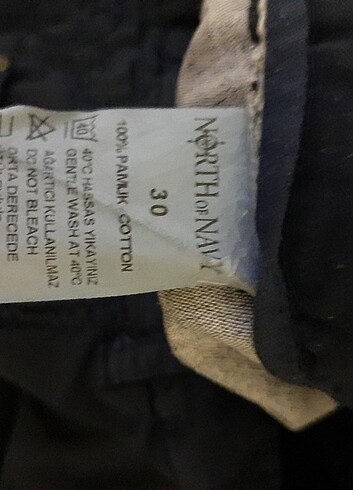 NORTH OF NAVY
30
100% PAMUK COTTON
40
40°C HASSAS YIKAYINIZ
GENTLE WASH AT 40°C
AĞARTICI KULLANILMAZ
DO NOT BLEACH
ORTA DERECEDE